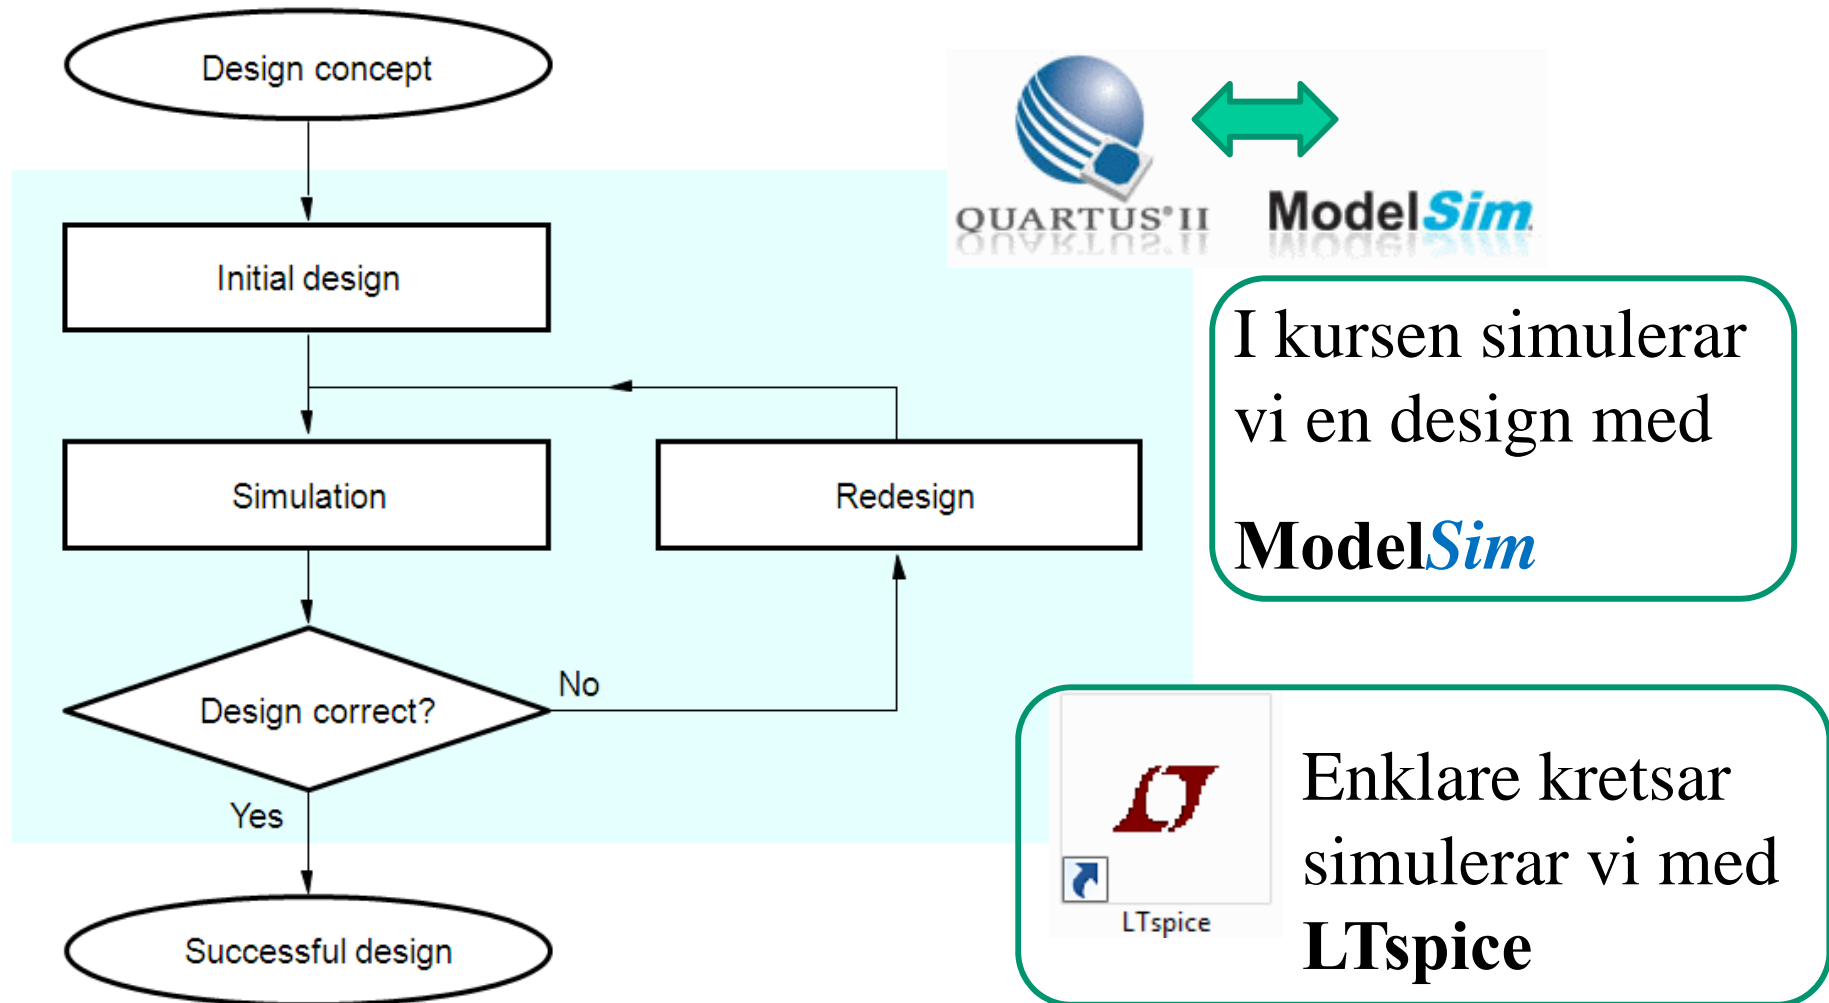 Design concept
Initial design
Simulation
Redesign
Design correct?
No
Yes
Successful design
QUARTUS® II
ModelSim
I kursen simulerar
vi en design med
ModelSim
LTspice
Enklare kretsar
simulerar vi med
LTspice